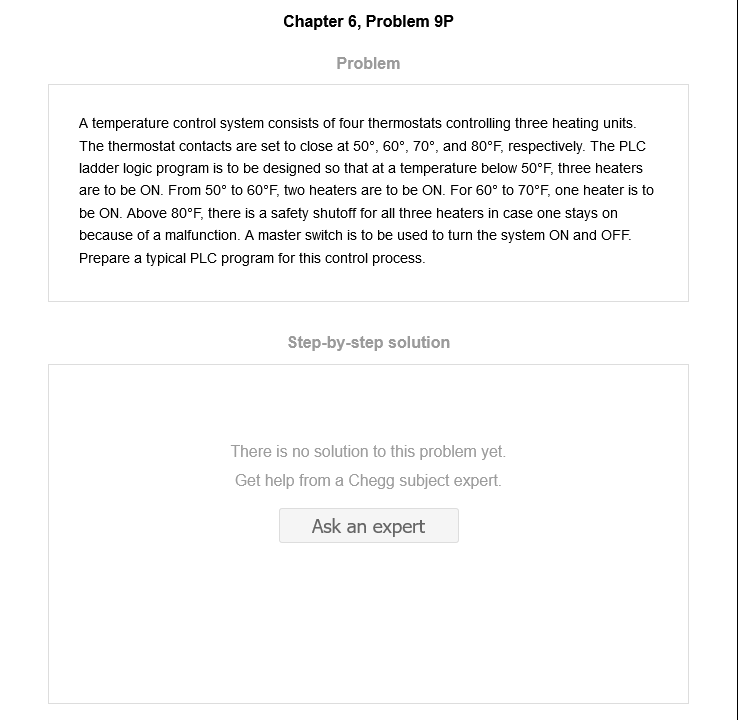 Chapter 6, Problem 9P
Problem
A temperature control system consists of four thermostats controlling three heating units.
The thermostat contacts are set to close at 50°, 60°, 70°, and 80°F, respectively. The PLC
ladder logic program is to be designed so that at a temperature below 50°F, three heaters
are to be ON. From 50° to 60°F, two heaters are to be ON. For 60° to 70°F, one heater is to
be ON. Above 80°F, there is a safety shutoff for all three heaters in case one stays on
because of a malfunction. A master switch is to be used to turn the system ON and OFF.
Prepare a typical PLC program for this control process.
Step-by-step solution
There is no solution to this problem yet.
Get help from a Chegg subject expert.
Ask an expert